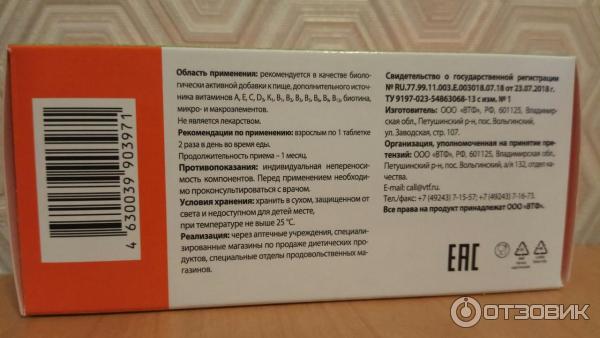 Область применения: рекомендуется в качестве биоло-
гически активной добавки к пище, дополнительного источ-
ника витаминов A, E, C, D₃, K₁, B₁, B₂, B₃, B₅, B₆, B₉, B₁₂, биотина,
микро- и макроэлементов.
Не является лекарством.
Рекомендации по применению: взрослым по 1 таблетке
2 раза в день во время еды.
Продолжительность приема – 1 месяц.
Противопоказания: индивидуальная непереноси-
мость компонентов. Перед применением необходи-
мо проконсультироваться с врачом.
Условия хранения: хранить в сухом, защищенном от
света и недоступном для детей месте,
при температуре не выше 25 °С.
Реализация: через аптечные учреждения, специали-
зированные магазины по продаже диетических про-
дуктов, специальные отделы продовольственных ма-
газинов.
Свидетельство о государственной регистрации
№ RU.77.99.11.003.E.003018.07.18 от 23.07.2018 г.
ТУ 9197-023-54863068-13 с изм. № 1
Изготовитель: ООО «ВТФ», РФ, 601125, Владимир-
ская обл., Петушинский р-н, пос. Вольгинский,
ул. Заводская, стр. 107.
Организация, уполномоченная на принятие пре-
тензий: ООО «ВТФ», РФ, 601125, Владимирская обл.,
Петушинский р-н, пос. Вольгинский, а/я 132, отдел ка-
чества.
E-mail: call@vtf.ru.
Тел./факс: +7 (49243) 7-15-57; +7 (49243) 7-16-73.
Все права на продукт принадлежат ООО «ВТФ».
4 630039 903971
EAC
ОТЗОВИК